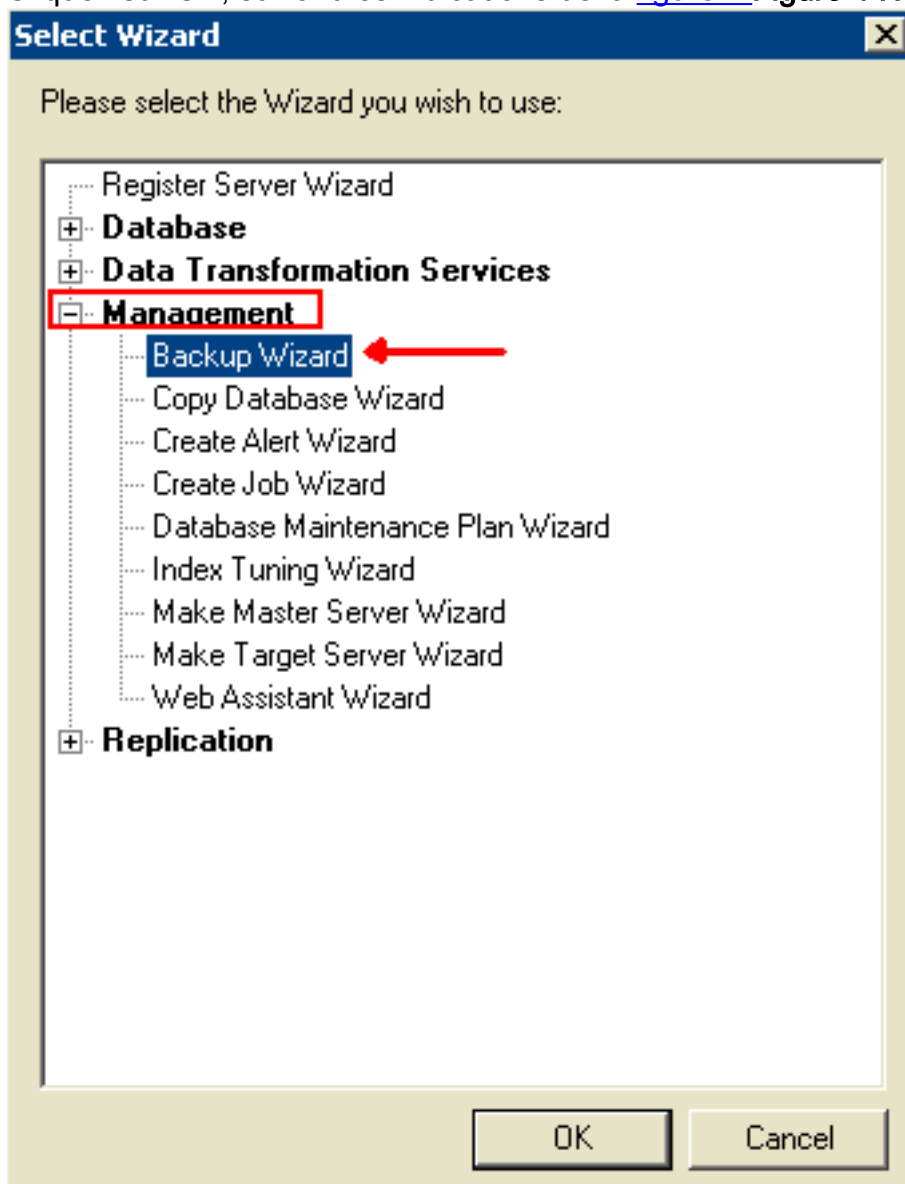 Select Wizard
Please select the Wizard you wish to use:
Register Server Wizard
Database
Data Transformation Services
Management
Backup Wizard
Copy Database Wizard
Create Alert Wizard
Create Job Wizard
Database Maintenance Plan Wizard
Index Tuning Wizard
Make Master Server Wizard
Make Target Server Wizard
Web Assistant Wizard
Replication
OK
Cancel